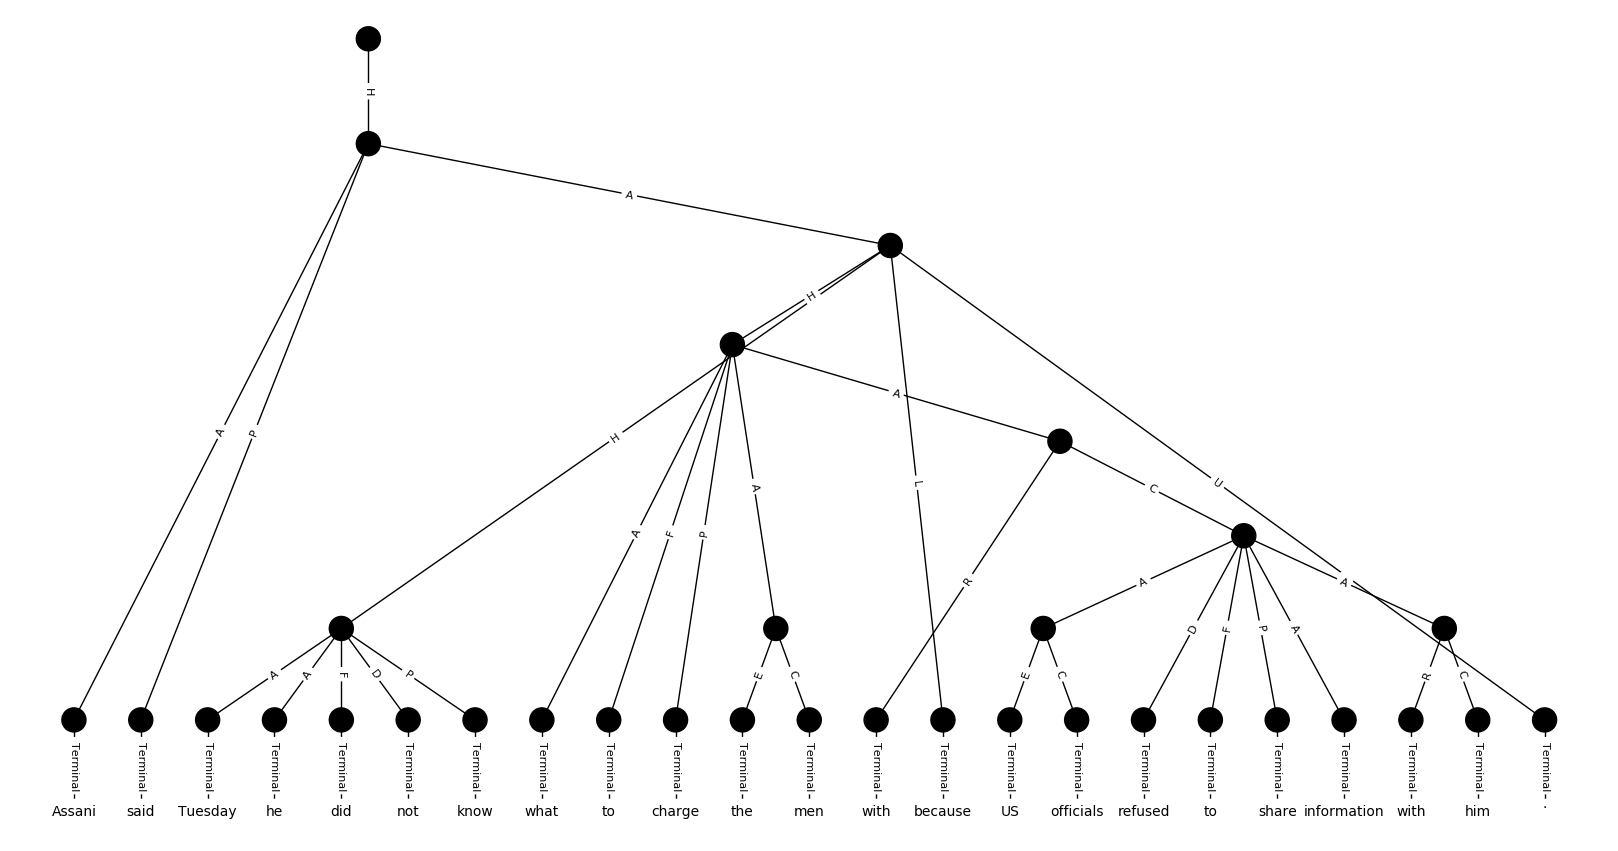 H
A
H
A
A
P
H
L
U
A
F
P
A
C
R
A
D
F
P
A
A
A
A
F
D
P
E
C
E
C
R
C
Terminal Terminal Terminal Terminal Terminal Terminal Terminal Terminal Terminal Terminal Terminal Terminal Terminal Terminal Terminal Terminal Terminal Terminal Terminal Terminal Terminal Terminal Terminal
Assani said Tuesday he did not know what to charge the men with because US officials refused to share information with him .